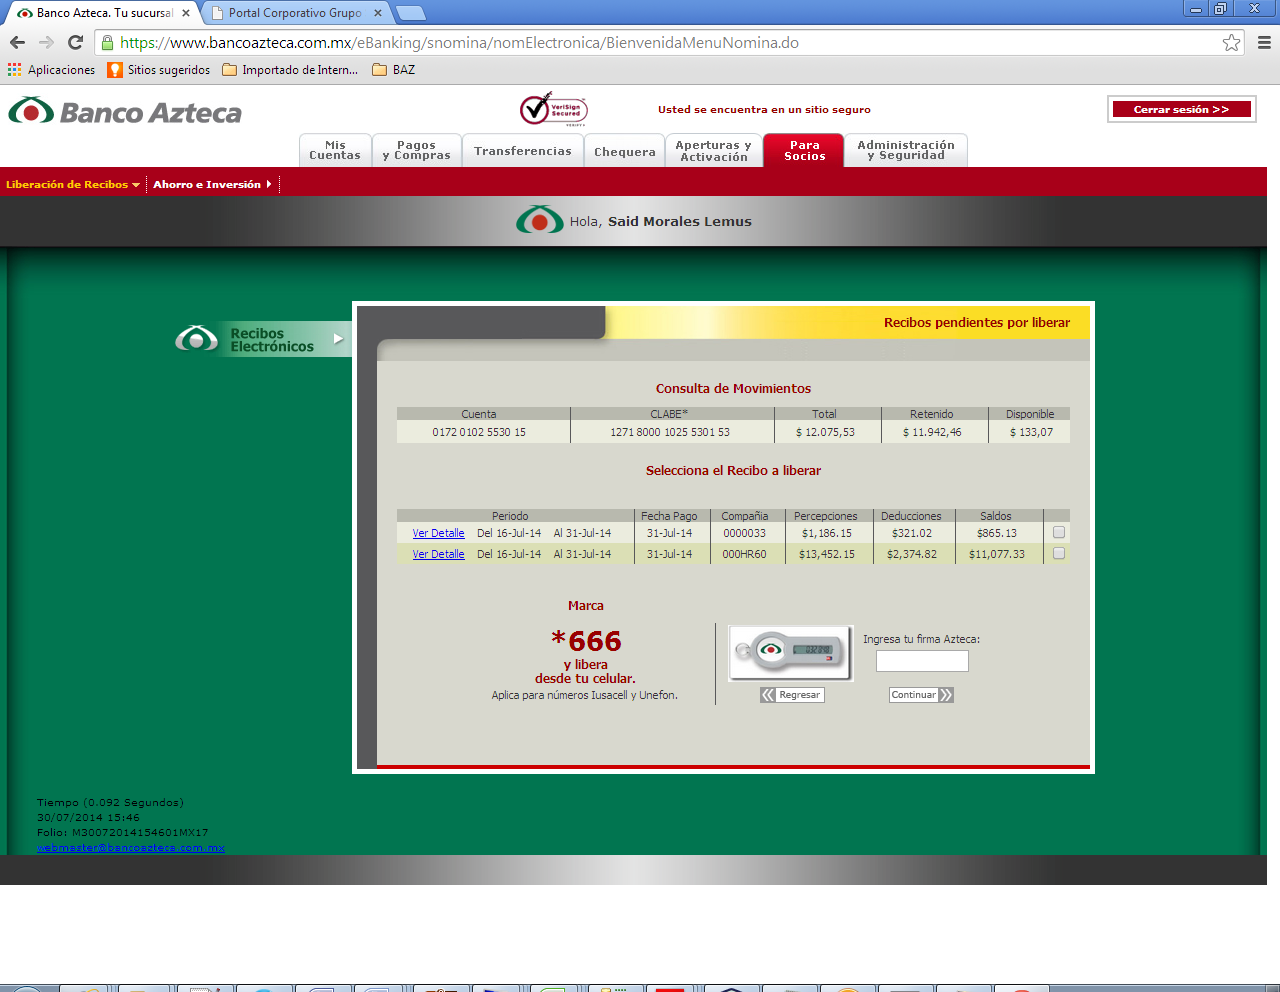 Banco Azteca. Tu sucursal
Portal Corporativo Grupo
https://www.bancoazteca.com.mx/eBanking/snomina/nomElectronica/BienvenidaMenuNomina.do
Aplicaciones Sitios sugeridos Importado de Intern... BAZ
Banco Azteca
VeriSign Secured
VERIFY
Usted se encuentra en un sitio seguro
Cerrar sesión >>
Mis Cuentas
Pagos y Compras
Transferencias
Chequera
Aperturas y Activación
Para Socios
Administración y Seguridad
Liberación de Recibos Ahorro e Inversión
Hola, Said Morales Lemus
Recibos Electrónicos
Recibos pendientes por liberar
Consulta de Movimientos
Cuenta CLABE* Total Retenido Disponible
0172 0102 5530 15 1271 8000 1025 5301 53 $ 12.075,53 $ 11.942,46 $ 133,07
Selecciona el Recibo a liberar
Periodo Fecha Pago Compañia Percepciones Deducciones Saldos
Ver Detalle Del 16-Jul-14 Al 31-Jul-14 31-Jul-14 0000033 $1,186.15 $321.02 $865.13
Ver Detalle Del 16-Jul-14 Al 31-Jul-14 31-Jul-14 000HR60 $13,452.15 $2,374.82 $11,077.33
Marca
*666
y libera
desde tu celular.
Aplica para números Iusacell y Unefon.
Ingresa tu firma Azteca:
Regresar
Continuar
Tiempo (0.092 Segundos)
30/07/2014 15:46
Folio: M30072014154601MX17
webmaster@bancoazteca.com.mx